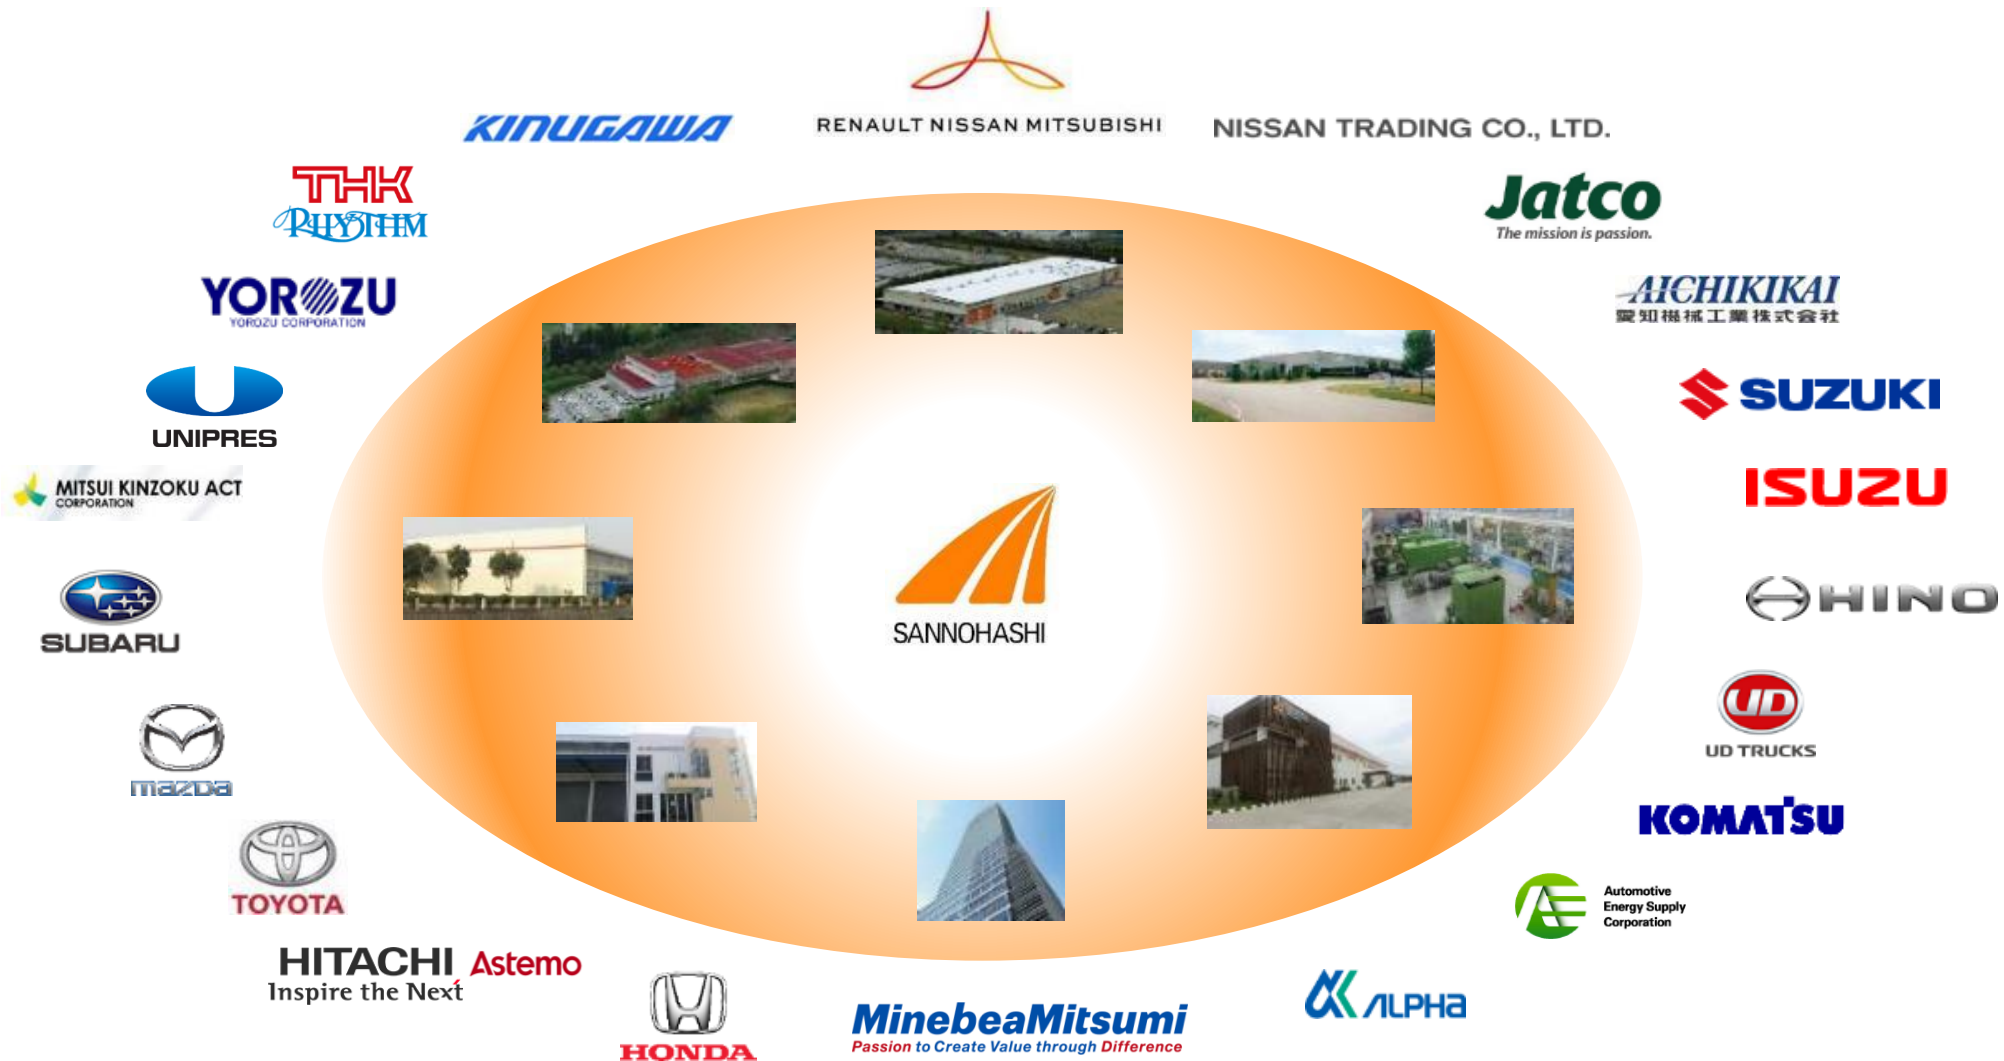 RENAULT NISSAN MITSUBISHI
KINUGAWA
NISSAN TRADING CO., LTD.
THK
RHYTHM
Jatco
The mission is passion.
YOROZU
YOROZU CORPORATION
AICHIKIKAI
愛知機械工業株式会社
UNIPRES
SUZUKI
MITSUI KINZOKU ACT
CORPORATION
ISUZU
SUBARU
SANNOHASHI
HINO
mazda
UD
UD TRUCKS
TOYOTA
KOMATSU
Automotive
Energy Supply
Corporation
HITACHI Astemo
Inspire the Next
HONDA
MinebeaMitsumi
Passion to Create Value through Difference
ALPHA